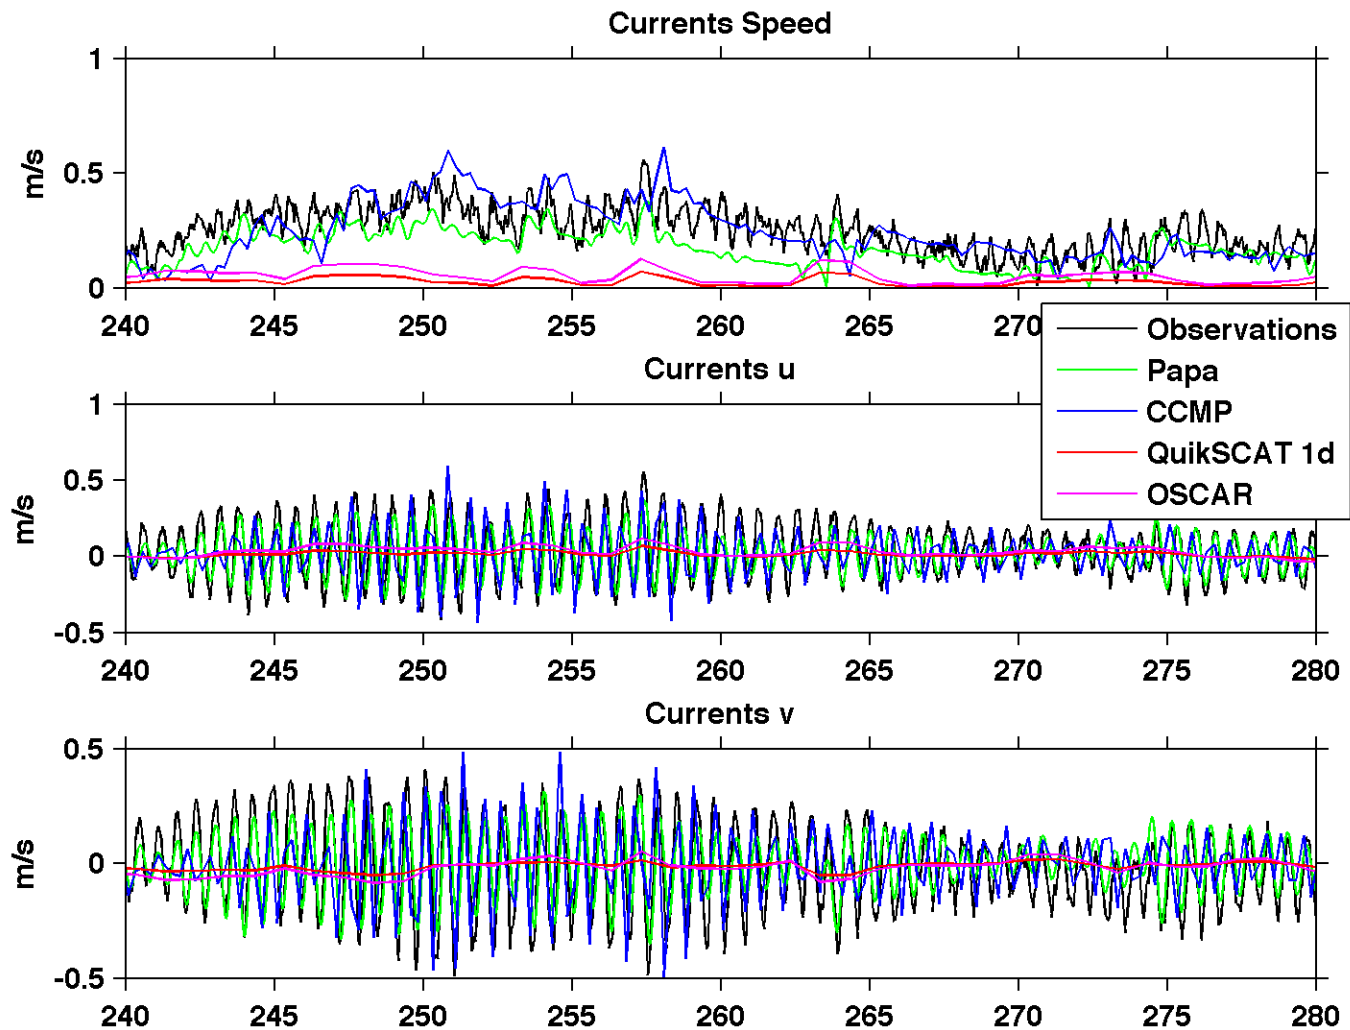 Currents Speed
1
0.5
0
m/s
240 245 250 255 260 265 270
Observations
Papa
CCMP
QuikSCAT 1d
OSCAR
Currents u
1
0.5
0
-0.5
m/s
240 245 250 255 260 265 270 275 280
Currents v
0.5
0
-0.5
m/s
240 245 250 255 260 265 270 275 280